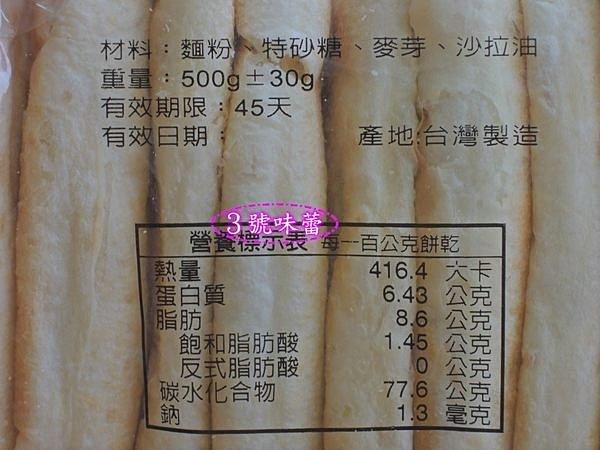 材料：麵粉、特砂糖、麥芽、沙拉油
重量：500g±30g
有效期限：45天
有效日期： 產地:台灣製造
3號味蕾
營養標示表 每一百公克餅乾
熱量 416.4 大卡
蛋白質 6.43 公克
脂肪 8.6 公克
飽和脂肪酸 1.45 公克
反式脂肪酸 0 公克
碳水化合物 77.6 公克
鈉 1.3 毫克